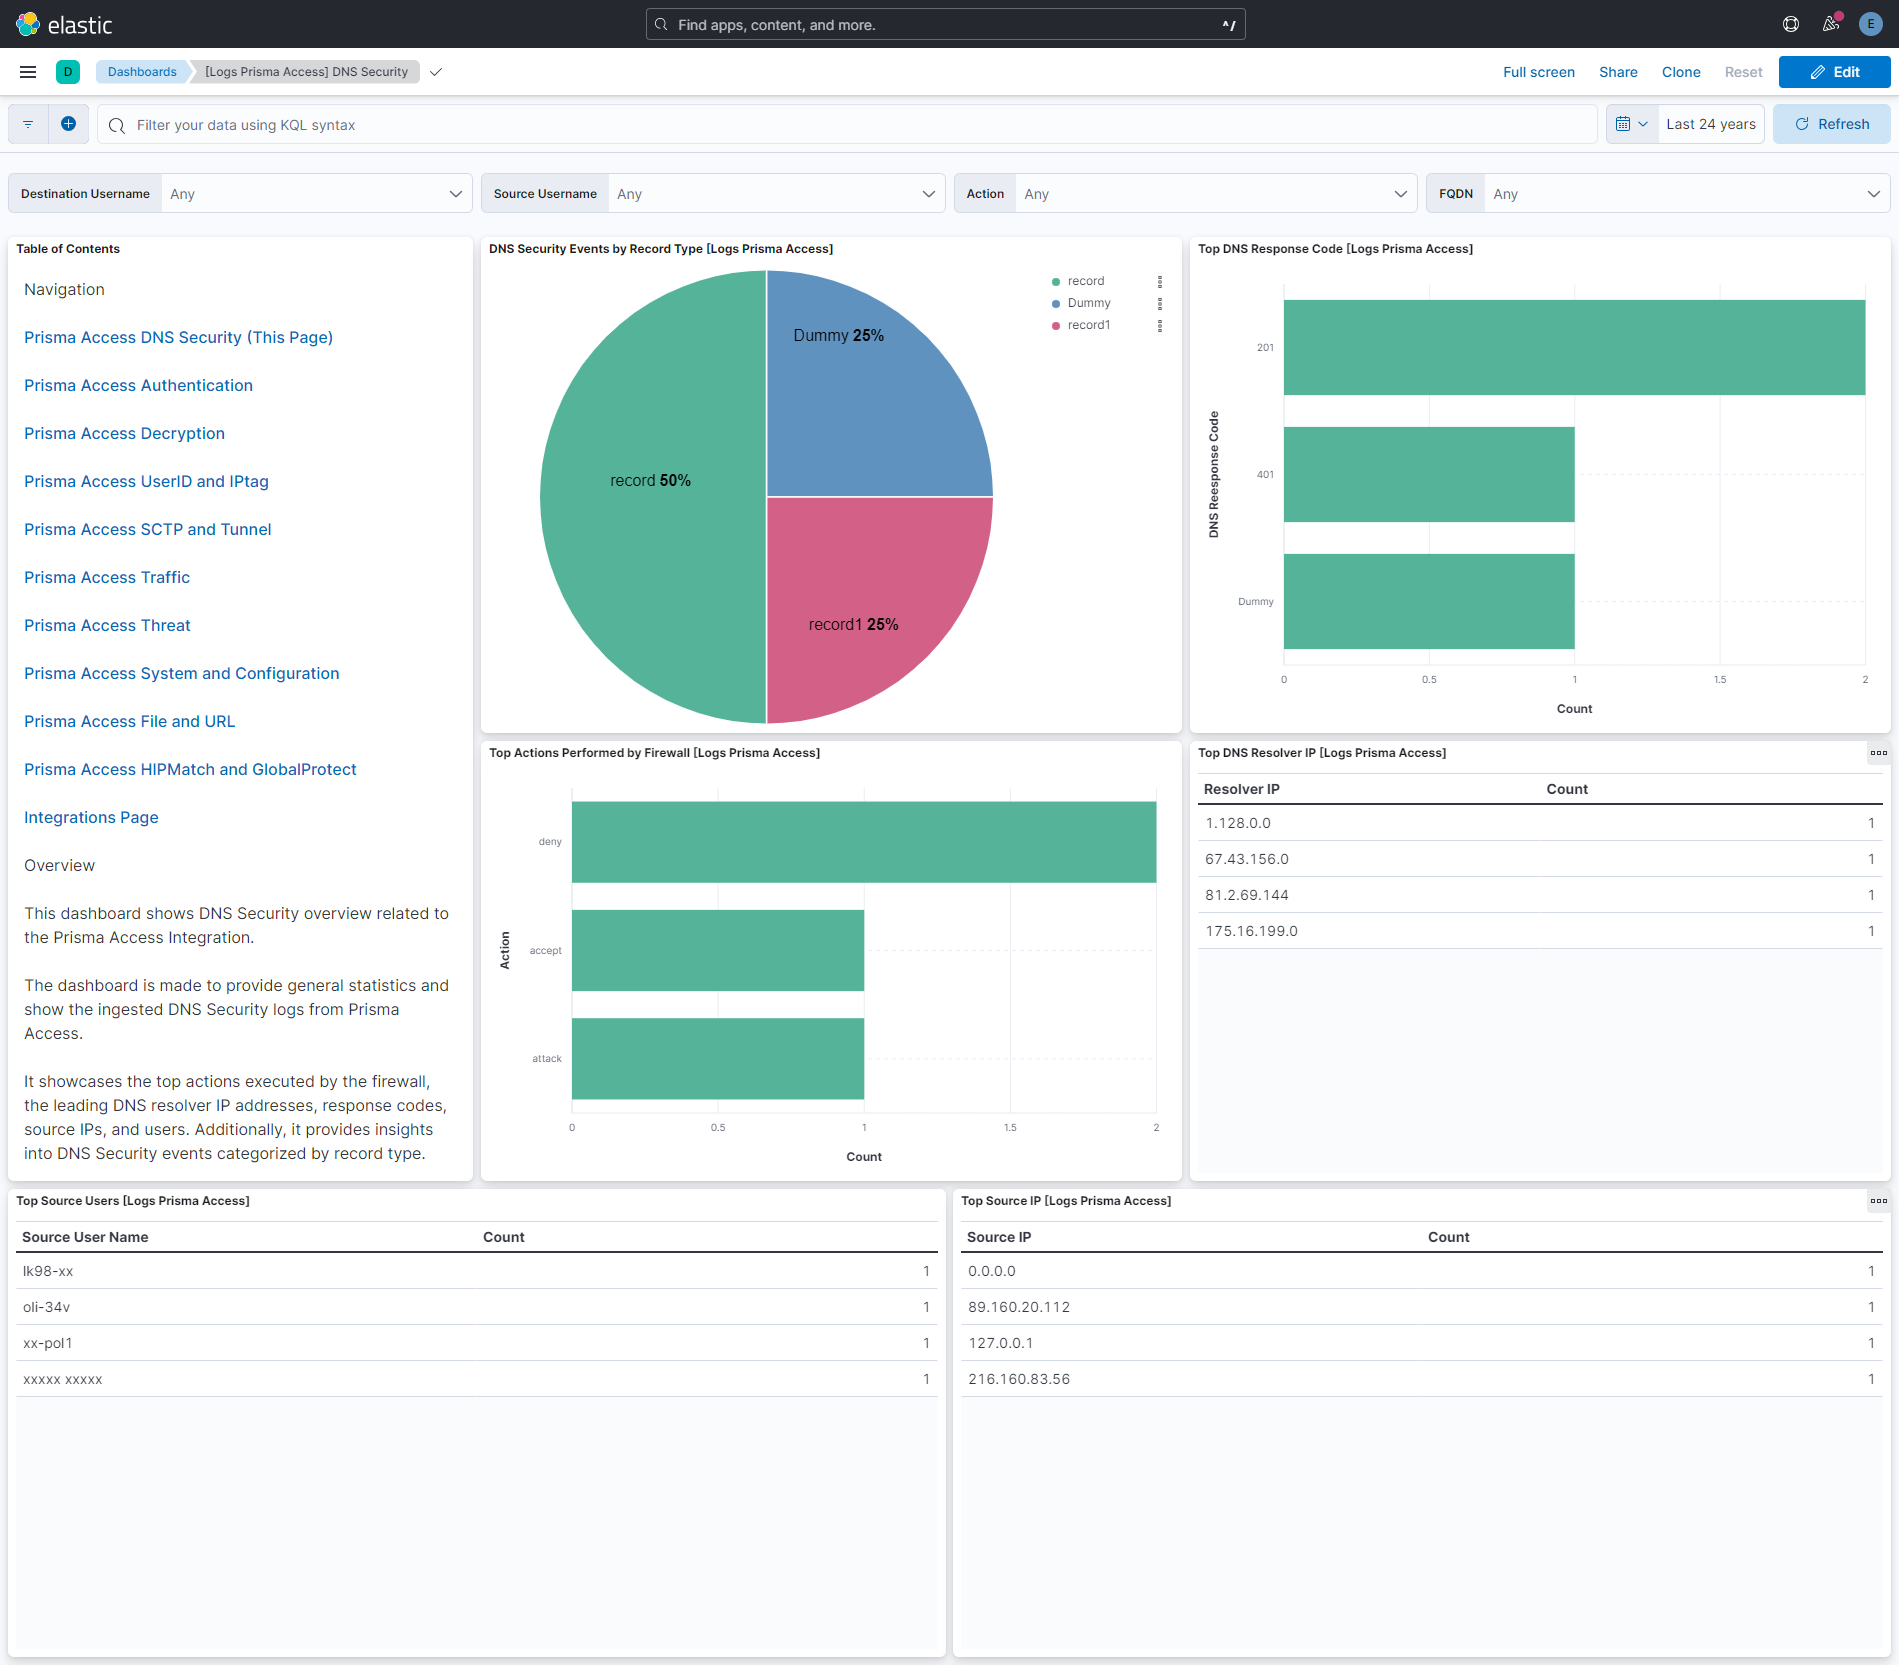 elastic
Find apps, content, and more.
^/
E
D
Dashboards
[Logs Prisma Access] DNS Security
Full screen
Share
Clone
Reset
Edit
Filter your data using KQL syntax
Last 24 years
Refresh
Destination Username
Any
Source Username
Any
Action
Any
FQDN
Any
Table of Contents
Navigation
Prisma Access DNS Security (This Page)
Prisma Access Authentication
Prisma Access Decryption
Prisma Access UserID and IPtag
Prisma Access SCTP and Tunnel
Prisma Access Traffic
Prisma Access Threat
Prisma Access System and Configuration
Prisma Access File and URL
Prisma Access HIPMatch and GlobalProtect
Integrations Page
Overview
This dashboard shows DNS Security overview related to
the Prisma Access Integration.
The dashboard is made to provide general statistics and
show the ingested DNS Security logs from Prisma
Access.
It showcases the top actions executed by the firewall,
the leading DNS resolver IP addresses, response codes,
source IPs, and users. Additionally, it provides insights
into DNS Security events categorized by record type.
DNS Security Events by Record Type [Logs Prisma Access]
record
Dummy
record1
Dummy 25%
record 50%
record1 25%
Top DNS Response Code [Logs Prisma Access]
DNS Reesponse Code
201
401
Dummy
0
0.5
1
1.5
2
Count
Top Actions Performed by Firewall [Logs Prisma Access]
Action
deny
accept
attack
0
0.5
1
1.5
2
Count
Top DNS Resolver IP [Logs Prisma Access]
Resolver IP Count
1.128.0.0 1
67.43.156.0 1
81.2.69.144 1
175.16.199.0 1
Top Source Users [Logs Prisma Access]
Source User Name Count
lk98-xx 1
oli-34v 1
xx-pol1 1
xxxxx xxxxx 1
Top Source IP [Logs Prisma Access]
Source IP Count
0.0.0.0 1
89.160.20.112 1
127.0.0.1 1
216.160.83.56 1